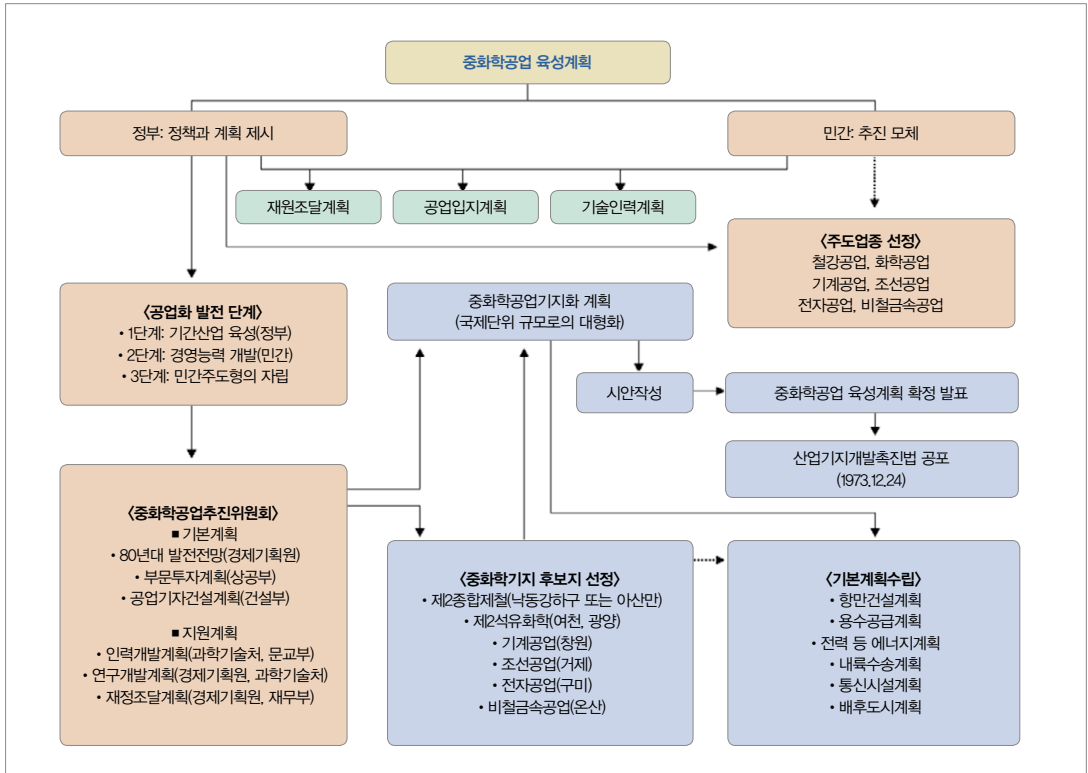 중화학공업 육성계획
정부: 정책과 계획 제시
민간: 추진 모체
재원조달계획
공업입지계획
기술인력계획
〈주도업종 선정〉
철강공업, 화학공업
기계공업, 조선공업
전자공업, 비철금속공업
〈공업화 발전 단계〉
• 1단계: 기간산업 육성(정부)
• 2단계: 경영능력 개발(민간)
• 3단계: 민간주도형의 자립
중화학공업기지화 계획
(국제단위 규모로의 대형화)
시안작성
중화학공업 육성계획 확정 발표
산업기지개발촉진법 공포
(1973.12.24)
〈중화학공업추진위원회〉
■ 기본계획
• 80년대 발전전망(경제기획원)
• 부문투자계획(상공부)
• 공업기자건설계획(건설부)
■ 지원계획
• 인력개발계획(과학기술처, 문교부)
• 연구개발계획(경제기획원, 과학기술처)
• 재정조달계획(경제기획원, 재무부)
〈중화학기지 후보지 선정〉
• 제2종합제철(낙동강하구 또는 아산만)
• 제2석유화학(여천, 광양)
• 기계공업(창원)
• 조선공업(거제)
• 전자공업(구미)
• 비철금속공업(온산)
〈기본계획수립〉
• 항만건설계획
• 용수공급계획
• 전력 등 에너지계획
• 내륙수송계획
• 통신시설계획
• 배후도시계획